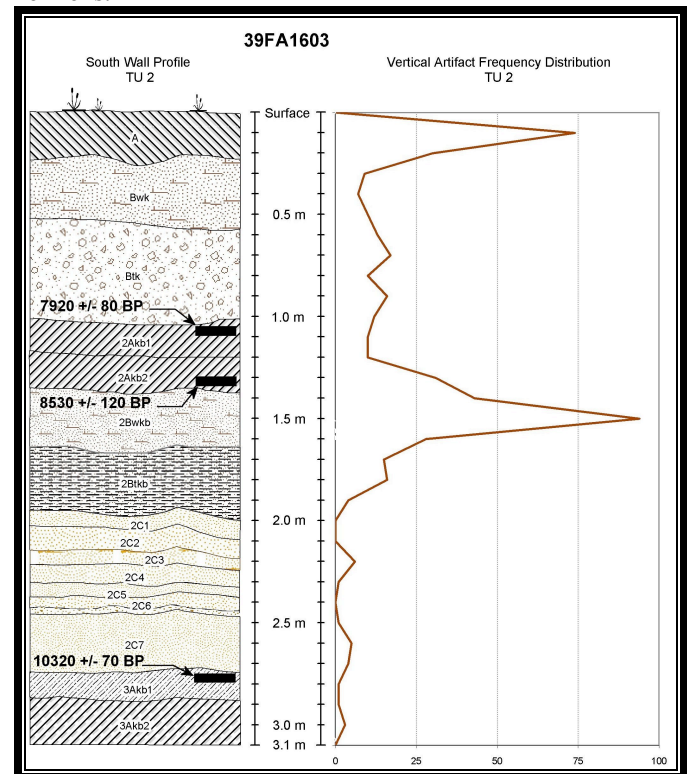 39FA1603
South Wall Profile
TU 2
Vertical Artifact Frequency Distribution
TU 2
Surface
A
Bwk
0.5 m
Btk
7920 +/- 80 BP
1.0 m
2Akb1
2Akb2
8530 +/- 120 BP
1.5 m
2Bwkb
2Btkb
2.0 m
2C1
2C2
2C3
2C4
2C5
2C6
2.5 m
2C7
10320 +/- 70 BP
3Akb1
3Akb2
3.0 m
3.1 m
0 25 50 75 100